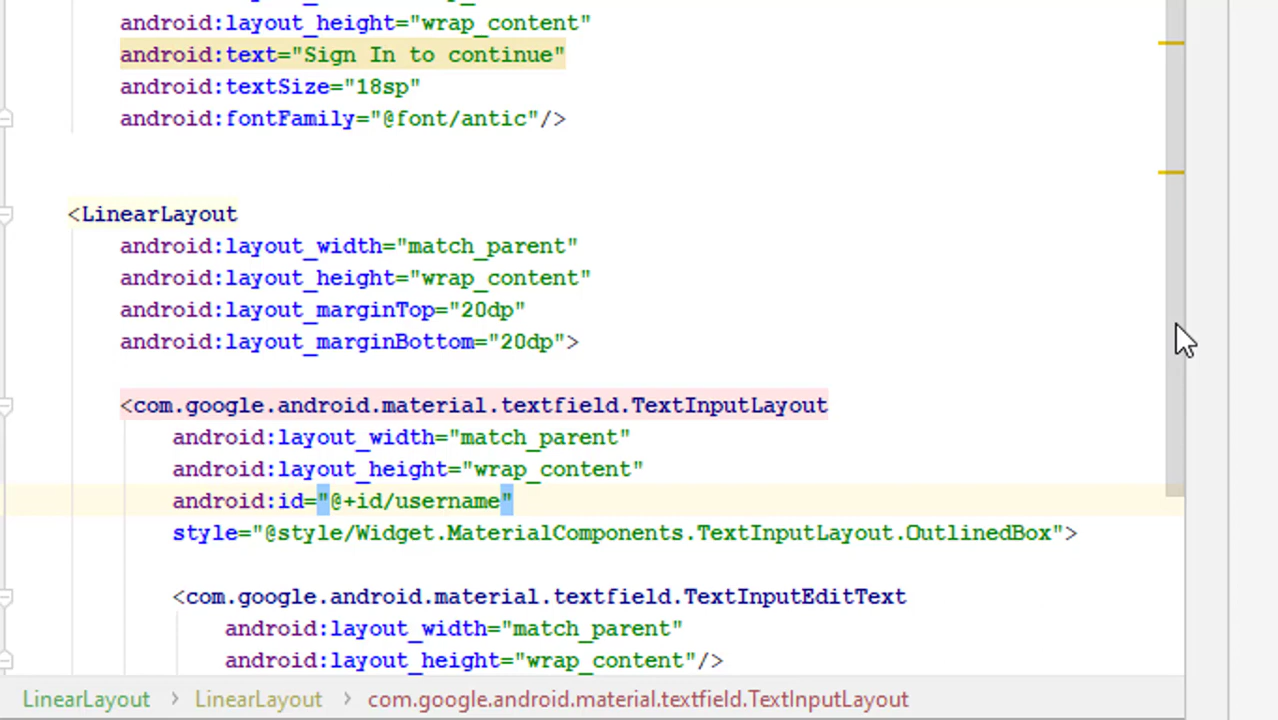 android:layout_height="wrap_content"
android:text="Sign In to continue"
android:textSize="18sp"
android:fontFamily="@font/antic"/>
<LinearLayout
android:layout_width="match_parent"
android:layout_height="wrap_content"
android:layout_marginTop="20dp"
android:layout_marginBottom="20dp">
<com.google.android.material.textfield.TextInputLayout
android:layout_width="match_parent"
android:layout_height="wrap_content"
android:id="@+id/username"
style="@style/Widget.MaterialComponents.TextInputLayout.OutlinedBox">
<com.google.android.material.textfield.TextInputEditText
android:layout_width="match_parent"
android:layout_height="wrap_content"/>
LinearLayout › LinearLayout › com.google.android.material.textfield.TextInputLayout